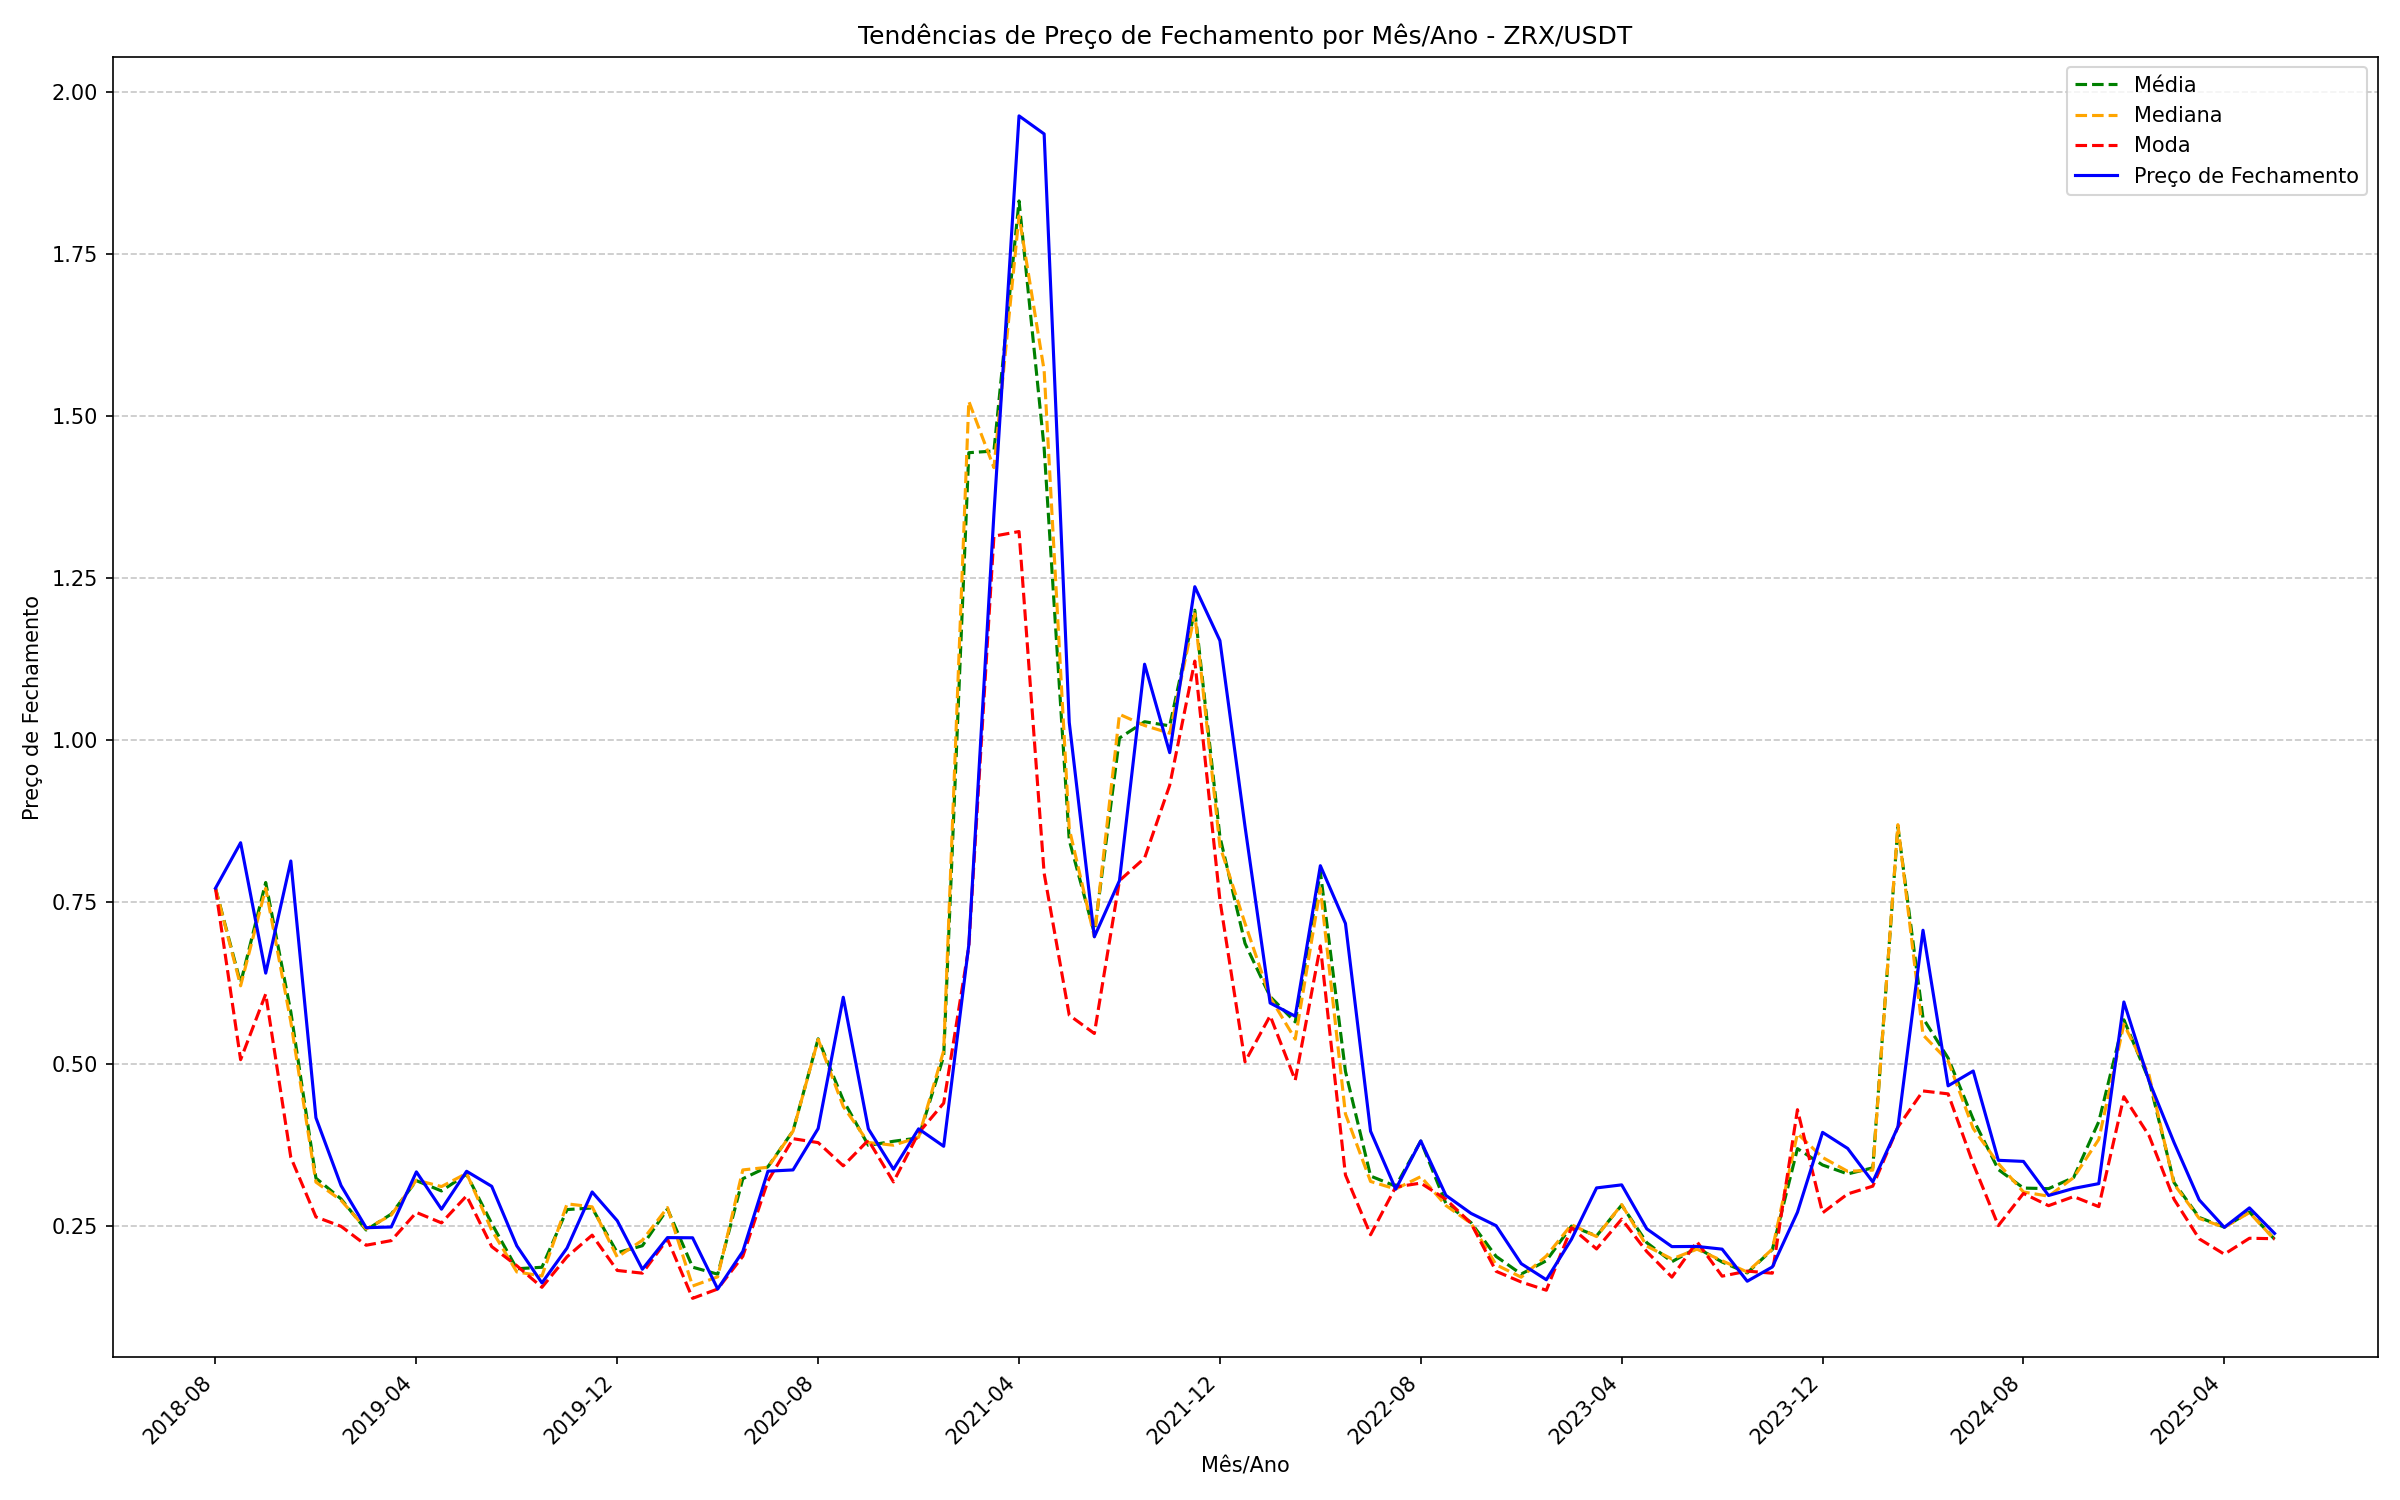 Tendências de Preço de Fechamento por Mês/Ano - ZRX/USDT
Média
Mediana
Moda
Preço de Fechamento
Preço de Fechamento
2.00
1.75
1.50
1.25
1.00
0.75
0.50
0.25
2018-08
2019-04
2019-12
2020-08
2021-04
2021-12
2022-08
2023-04
2023-12
2024-08
2025-04
Mês/Ano